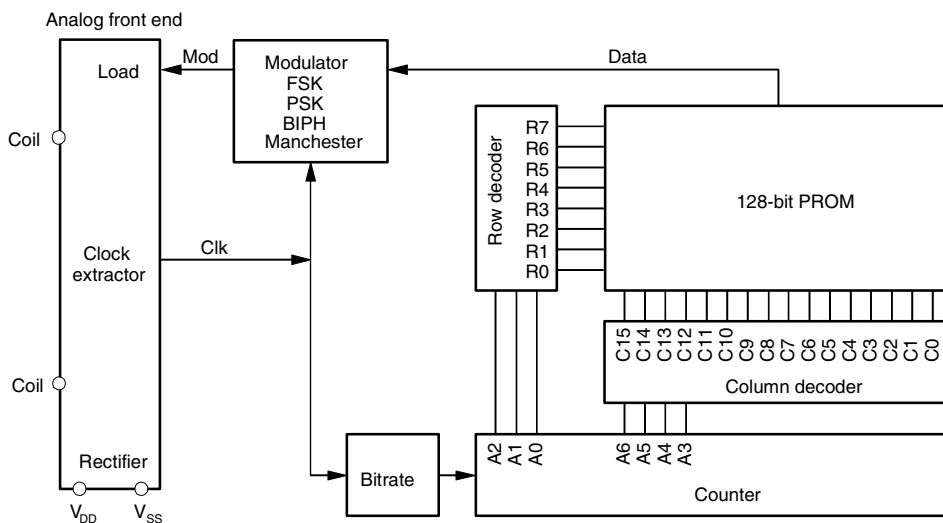 Analog front end
Load
Mod
Modulator
FSK
PSK
BIPH
Manchester
Data
Coil
Row decoder
R7
R6
R5
R4
R3
R2
R1
R0
128-bit PROM
Clock
extractor
Clk
C15 C14 C13 C12 C11 C10 C9 C8 C7 C6 C5 C4 C3 C2 C1 C0
Column decoder
Coil
Rectifier
VDD
VSS
Bitrate
A2 A1 A0
A6 A5 A4 A3
Counter